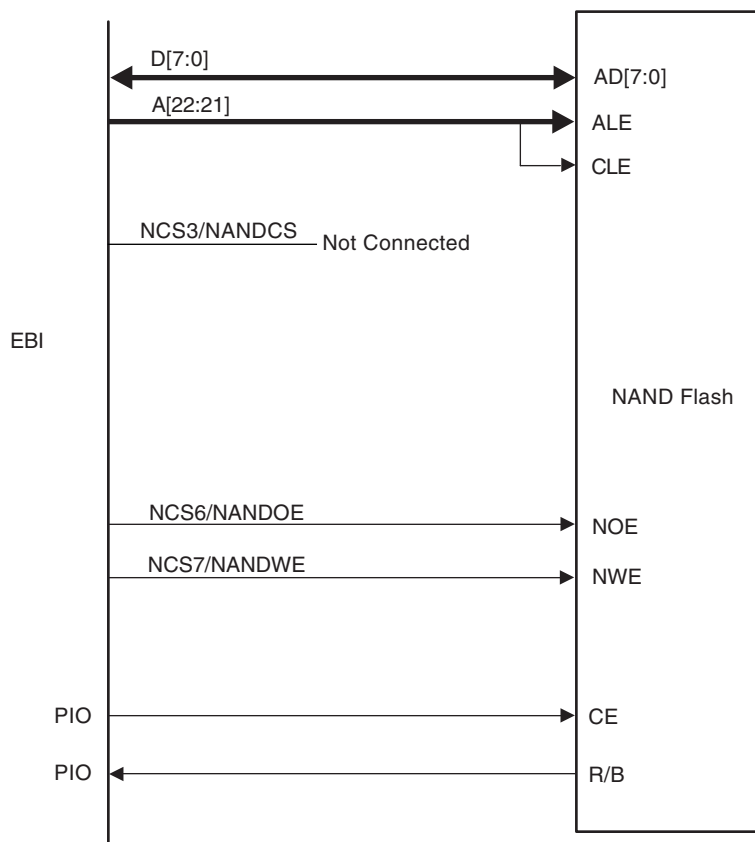 D[7:0]
AD[7:0]
A[22:21]
ALE
CLE
NCS3/NANDCS
Not Connected
EBI
NAND Flash
NCS6/NANDOE
NOE
NCS7/NANDWE
NWE
PIO
CE
PIO
R/B